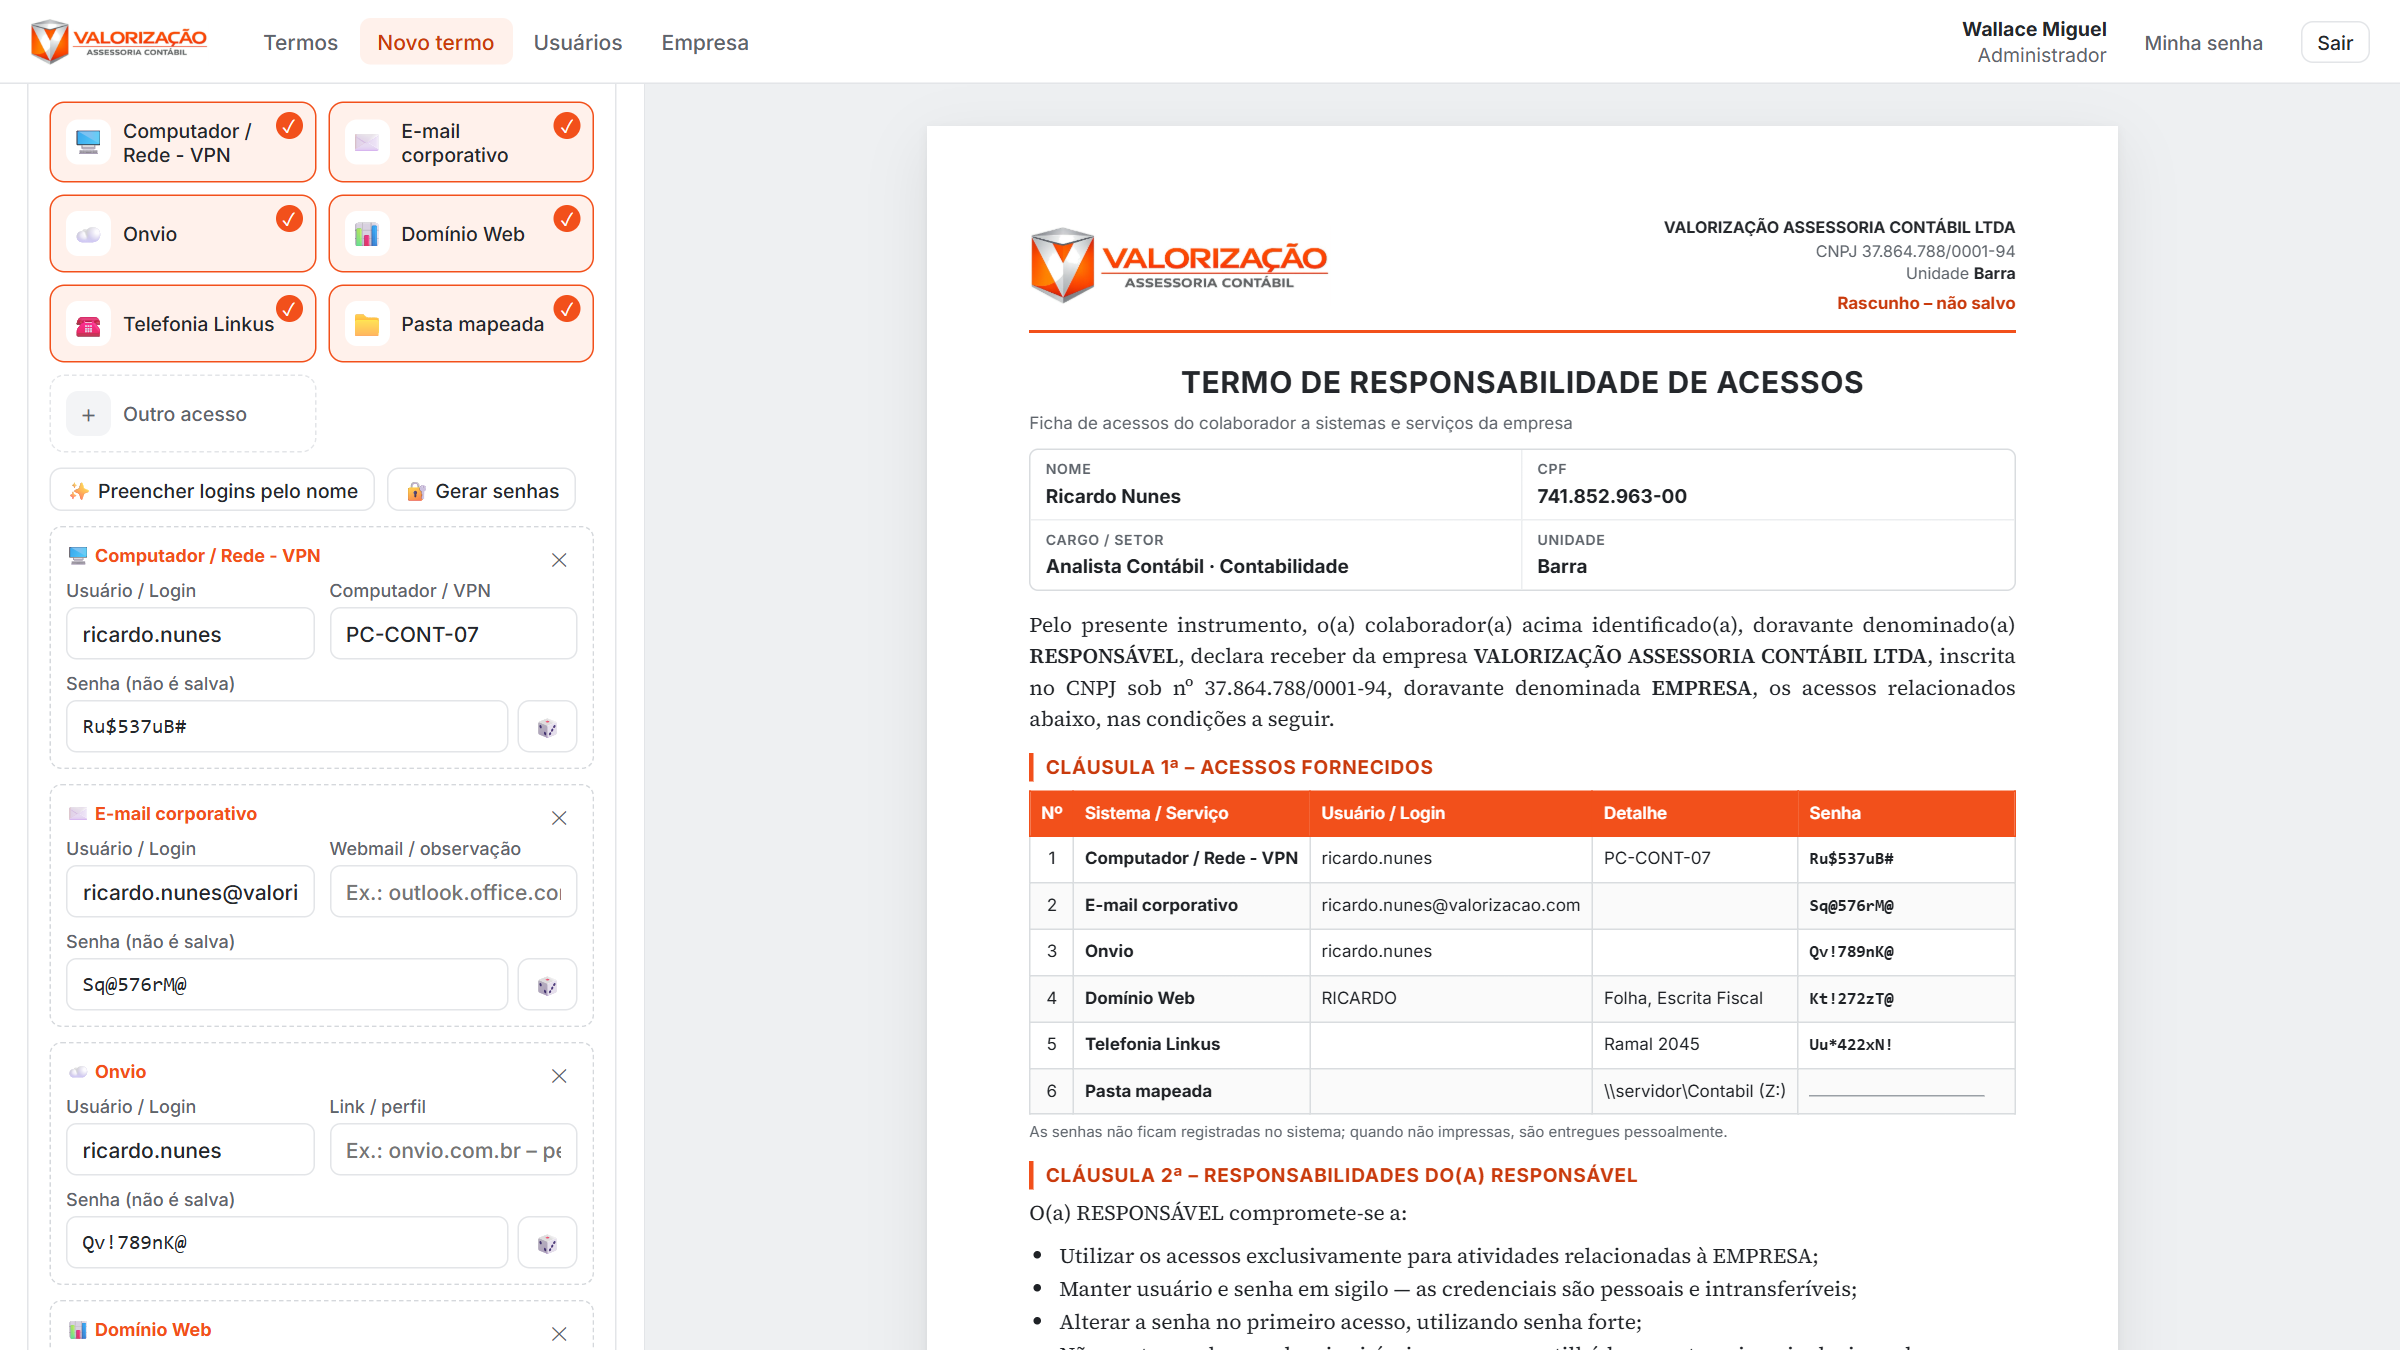 VALORIZAÇÃO
ASSESSORIA CONTÁBIL
Termos
Novo termo
Usuários
Empresa
Wallace Miguel
Administrador
Minha senha
Sair
Computador /
Rede - VPN
E-mail
corporativo
Onvio
Domínio Web
Telefonia Linkus
Pasta mapeada
+ Outro acesso
Preencher logins pelo nome
Gerar senhas
Computador / Rede - VPN
Usuário / Login
Computador / VPN
ricardo.nunes
PC-CONT-07
Senha (não é salva)
Ru$537uB#
E-mail corporativo
Usuário / Login
Webmail / observação
ricardo.nunes@valori
Ex.: outlook.office.co
Senha (não é salva)
Sq@576rM@
Onvio
Usuário / Login
Link / perfil
ricardo.nunes
Ex.: onvio.com.br – pe
Senha (não é salva)
Qv!789nK@
Domínio Web
VALORIZAÇÃO
ASSESSORIA CONTÁBIL
VALORIZAÇÃO ASSESSORIA CONTÁBIL LTDA
CNPJ 37.864.788/0001-94
Unidade Barra
Rascunho – não salvo
TERMO DE RESPONSABILIDADE DE ACESSOS
Ficha de acessos do colaborador a sistemas e serviços da empresa
NOME
Ricardo Nunes
CPF
741.852.963-00
CARGO / SETOR
Analista Contábil · Contabilidade
UNIDADE
Barra
Pelo presente instrumento, o(a) colaborador(a) acima identificado(a), doravante denominado(a)
RESPONSÁVEL, declara receber da empresa VALORIZAÇÃO ASSESSORIA CONTÁBIL LTDA, inscrita
no CNPJ sob nº 37.864.788/0001-94, doravante denominada EMPRESA, os acessos relacionados
abaixo, nas condições a seguir.
CLÁUSULA 1ª – ACESSOS FORNECIDOS
Nº Sistema / Serviço Usuário / Login Detalhe Senha
1 Computador / Rede - VPN ricardo.nunes PC-CONT-07 Ru$537uB#
2 E-mail corporativo ricardo.nunes@valorizacao.com Sq@576rM@
3 Onvio ricardo.nunes Qv!789nK@
4 Domínio Web RICARDO Folha, Escrita Fiscal Kt!272zT@
5 Telefonia Linkus Ramal 2045 Uu*422xN!
6 Pasta mapeada \\servidor\Contabil (Z:)
As senhas não ficam registradas no sistema; quando não impressas, são entregues pessoalmente.
CLÁUSULA 2ª – RESPONSABILIDADES DO(A) RESPONSÁVEL
O(a) RESPONSÁVEL compromete-se a:
• Utilizar os acessos exclusivamente para atividades relacionadas à EMPRESA;
• Manter usuário e senha em sigilo — as credenciais são pessoais e intransferíveis;
• Alterar a senha no primeiro acesso, utilizando senha forte;